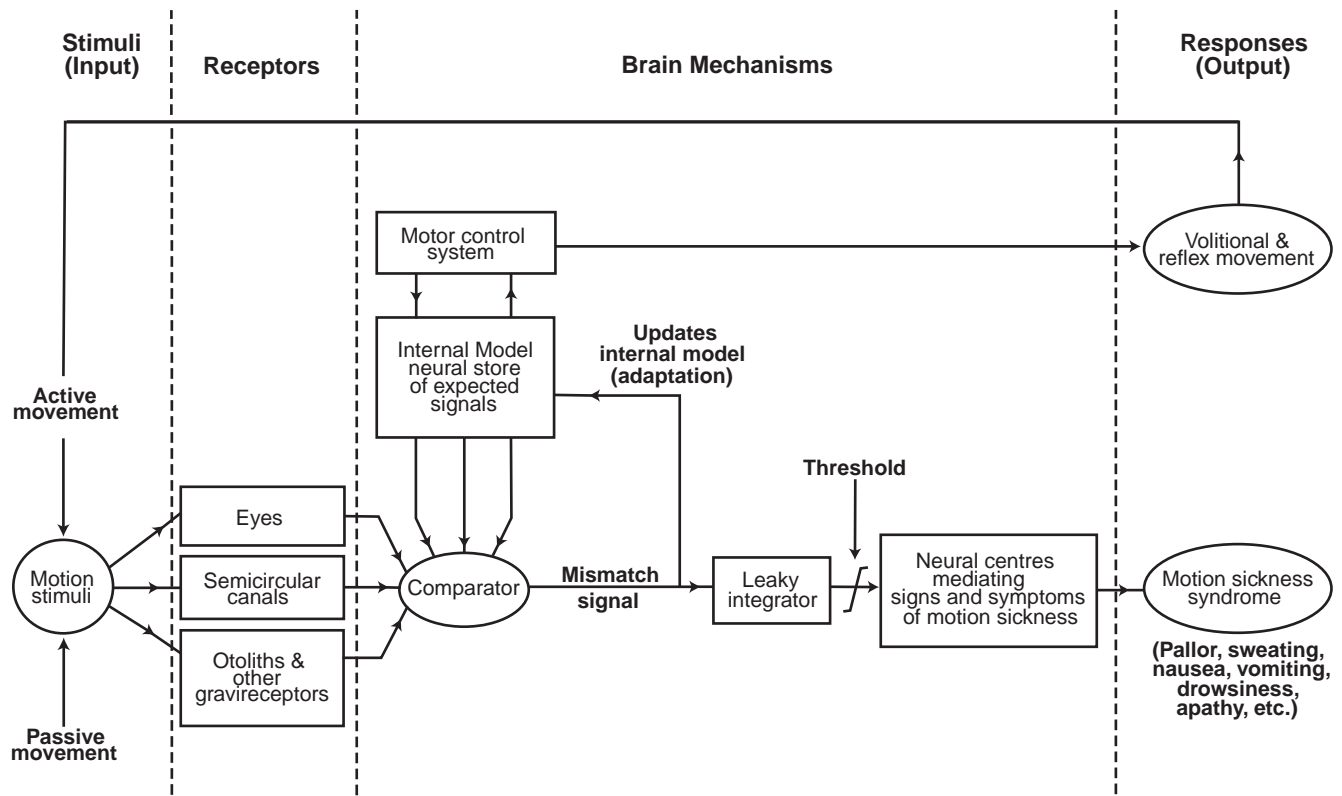 Stimuli
(Input)
Receptors
Brain Mechanisms
Responses
(Output)
Motor control
system
Volitional &
reflex movement
Internal Model
neural store
of expected
signals
Updates
internal model
(adaptation)
Active
movement
Threshold
Eyes
Motion
stimuli
Semicircular
canals
Comparator
Mismatch
signal
Leaky
integrator
Neural centres
mediating
signs and symptoms
of motion sickness
Motion sickness
syndrome
Otoliths &
other
gravireceptors
(Pallor, sweating,
nausea, vomiting,
drowsiness,
apathy, etc.)
Passive
movement